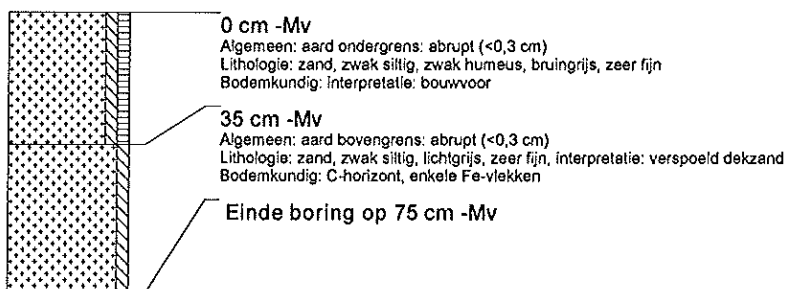 0 cm -Mv
Algemeen: aard ondergrens: abrupt (<0,3 cm)
Lithologie: zand, zwak siltig, zwak humeus, bruingrijs, zeer fijn
Bodemkundig: interpretatie: bouwvoor
35 cm -Mv
Algemeen: aard bovengrens: abrupt (<0,3 cm)
Lithologie: zand, zwak siltig, lichtgrijs, zeer fijn, interpretatie: verspoeld dekzand
Bodemkundig: C-horizont, enkele Fe-vlekken
Einde boring op 75 cm -Mv